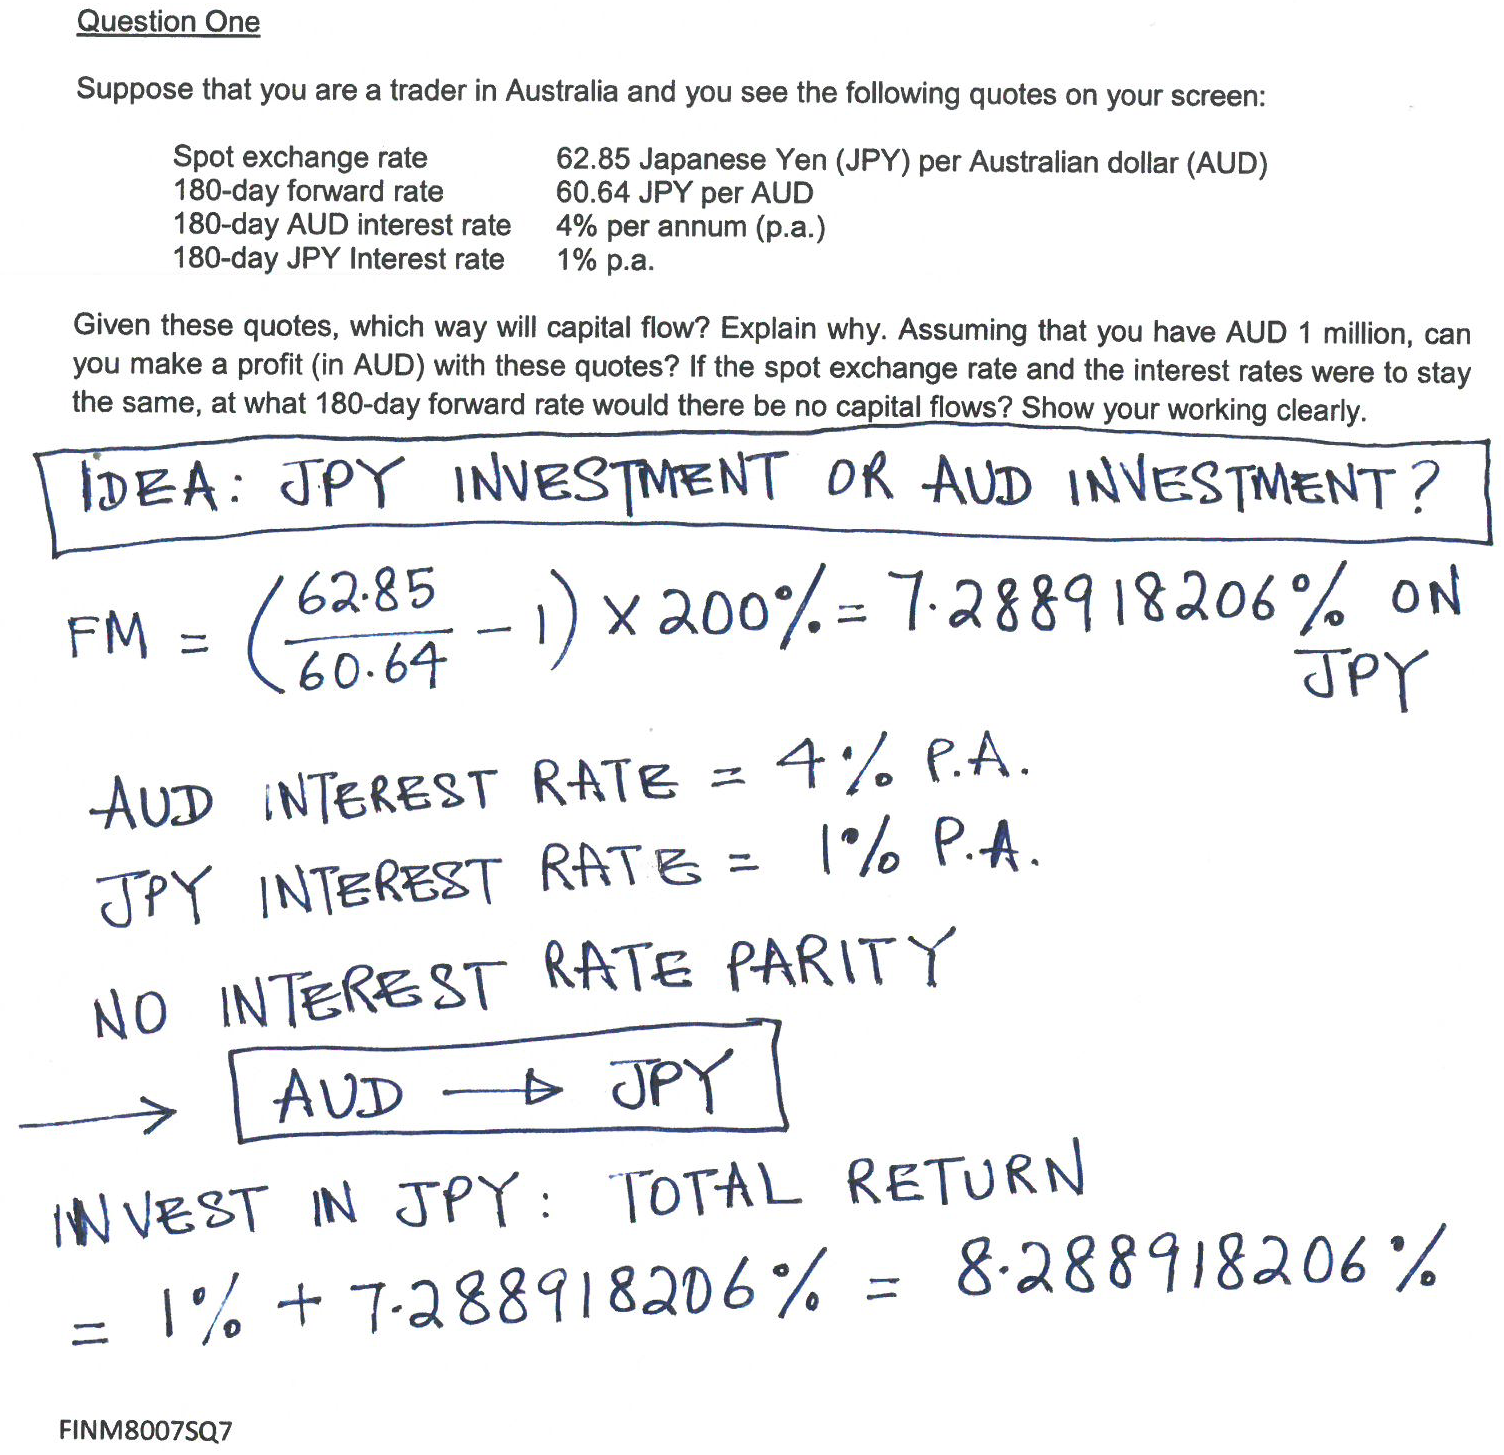 Question One
Suppose that you are a trader in Australia and you see the following quotes on your screen:
Spot exchange rate 62.85 Japanese Yen (JPY) per Australian dollar (AUD)
180-day forward rate 60.64 JPY per AUD
180-day AUD interest rate 4% per annum (p.a.)
180-day JPY Interest rate 1% p.a.
Given these quotes, which way will capital flow? Explain why. Assuming that you have AUD 1 million, can
you make a profit (in AUD) with these quotes? If the spot exchange rate and the interest rates were to stay
the same, at what 180-day forward rate would there be no capital flows? Show your working clearly.
IDEA: JPY INVESTMENT OR AUD INVESTMENT?
FM = (62.85/60.64 - 1) x 200% = 7.288918206% ON
JPY
AUD INTEREST RATE = 4% P.A.
JPY INTEREST RATE = 1% P.A.
NO INTEREST RATE PARITY
→ AUD → JPY
INVEST IN JPY: TOTAL RETURN
= 1% + 7.288918206% = 8.288918206%
FINM8007SQ7